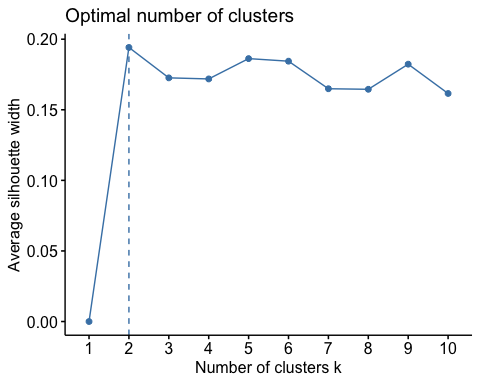 Optimal number of clusters
0.20
0.15
0.10
0.05
0.00
Average silhouette width
1 2 3 4 5 6 7 8 9 10
Number of clusters k